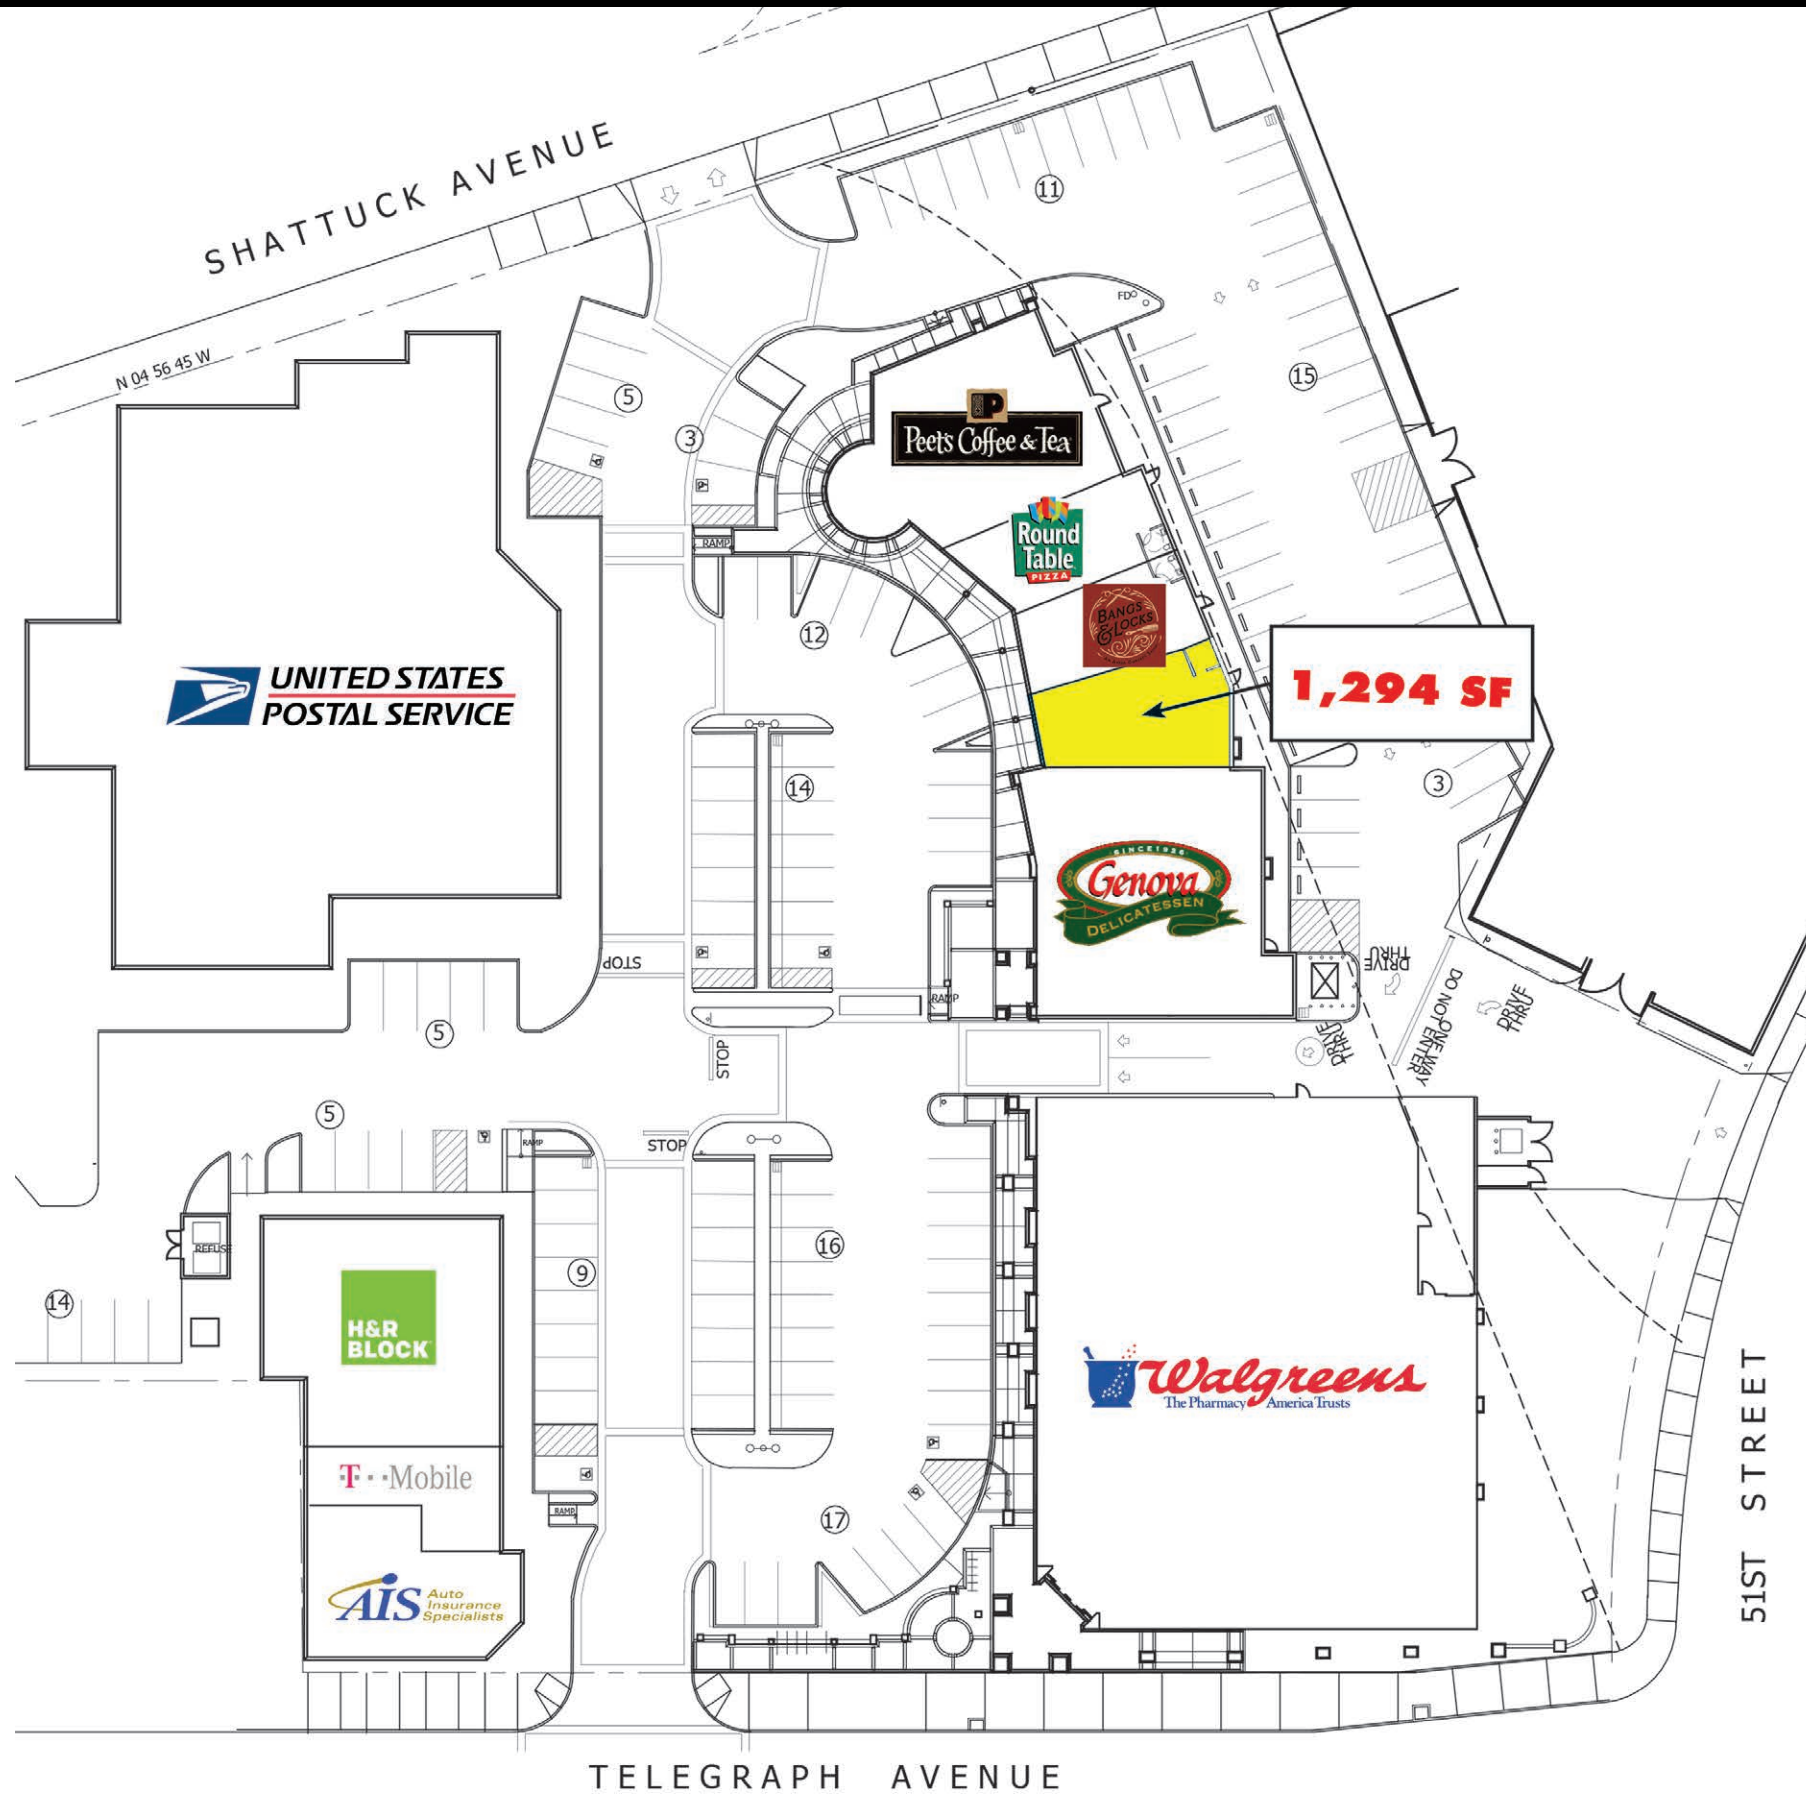 SHATTUCK AVENUE
N 04 56 45 W
11
FD
15
5
3
Peet's Coffee & Tea
Round
Table
PIZZA
RAMP
12
BANGS
& LOCKS
1,294 SF
UNITED STATES
POSTAL SERVICE
14
3
SINCE 1926
Genova
DELICATESSEN
STOP
RAMP
DRIVE
THRU
DO NOT ENTER
ONE WAY
DRIVE
THRU
DRIVE
THRU
5
STOP
5
RAMP
STOP
REFUSE
16
9
14
H&R
BLOCK
Walgreens
The Pharmacy America Trusts
T··Mobile
RAMP
17
AIS Auto
Insurance
Specialists
51ST STREET
TELEGRAPH AVENUE